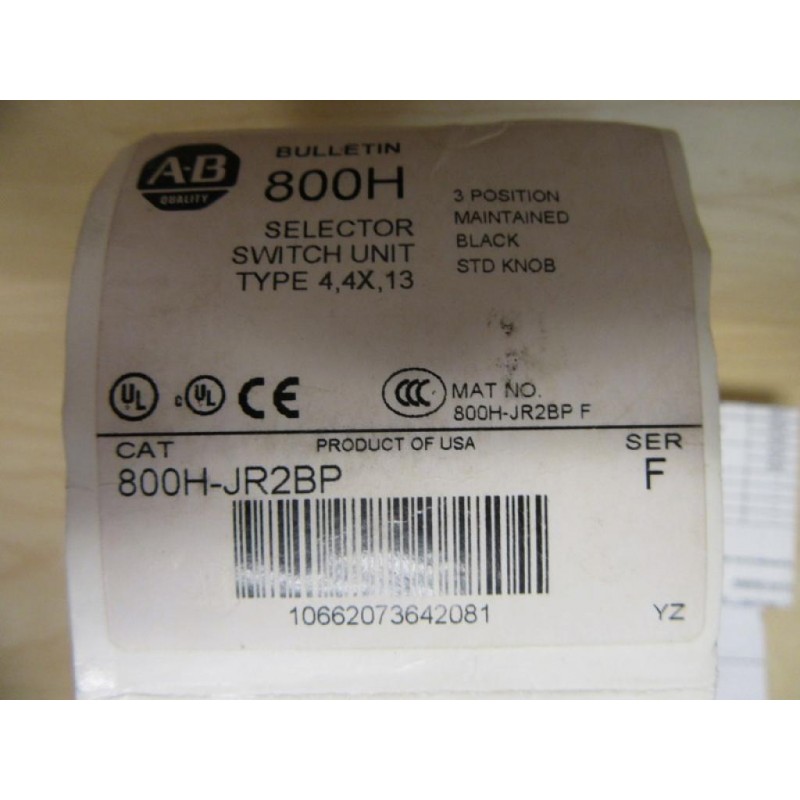 A-B
QUALITY
BULLETIN
800H
SELECTOR
SWITCH UNIT
TYPE 4,4X,13
3 POSITION
MAINTAINED
BLACK
STD KNOB
UL
c UL
CE
CCC
MAT NO.
800H-JR2BP F
CAT
PRODUCT OF USA
SER
800H-JR2BP
F
10662073642081
YZ